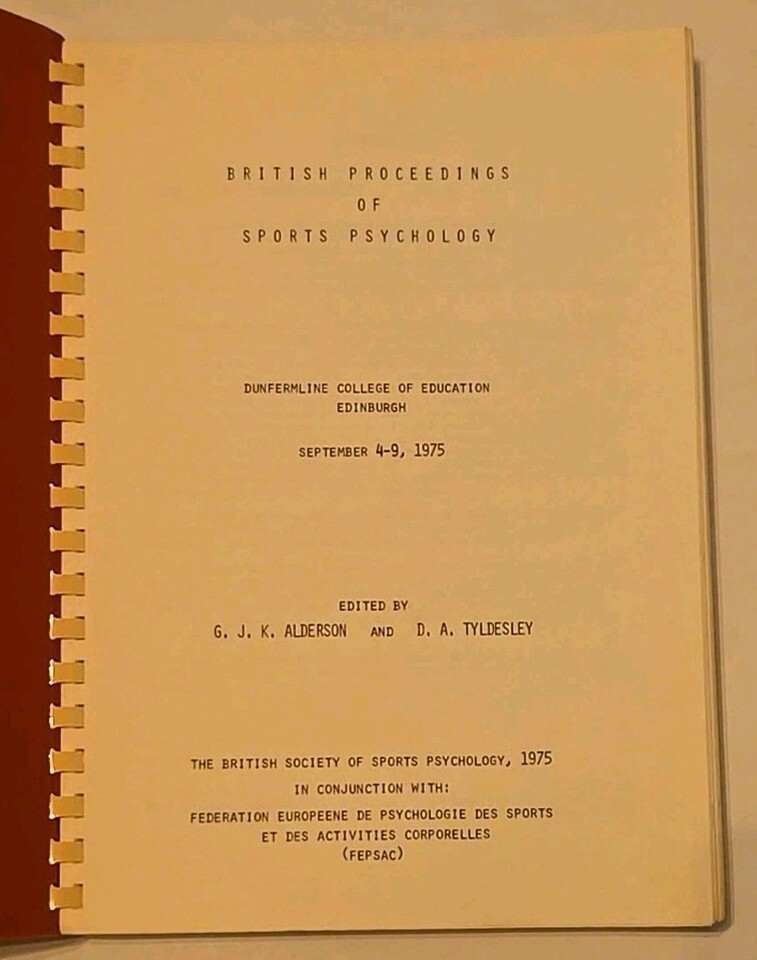 BRITISH PROCEEDINGS
OF
SPORTS PSYCHOLOGY
DUNFERMLINE COLLEGE OF EDUCATION
EDINBURGH
SEPTEMBER 4-9, 1975
EDITED BY
G. J. K. ALDERSON AND D. A. TYLDESLEY
THE BRITISH SOCIETY OF SPORTS PSYCHOLOGY, 1975
IN CONJUNCTION WITH:
FEDERATION EUROPEENE DE PSYCHOLOGIE DES SPORTS
ET DES ACTIVITIES CORPORELLES
(FEPSAC)